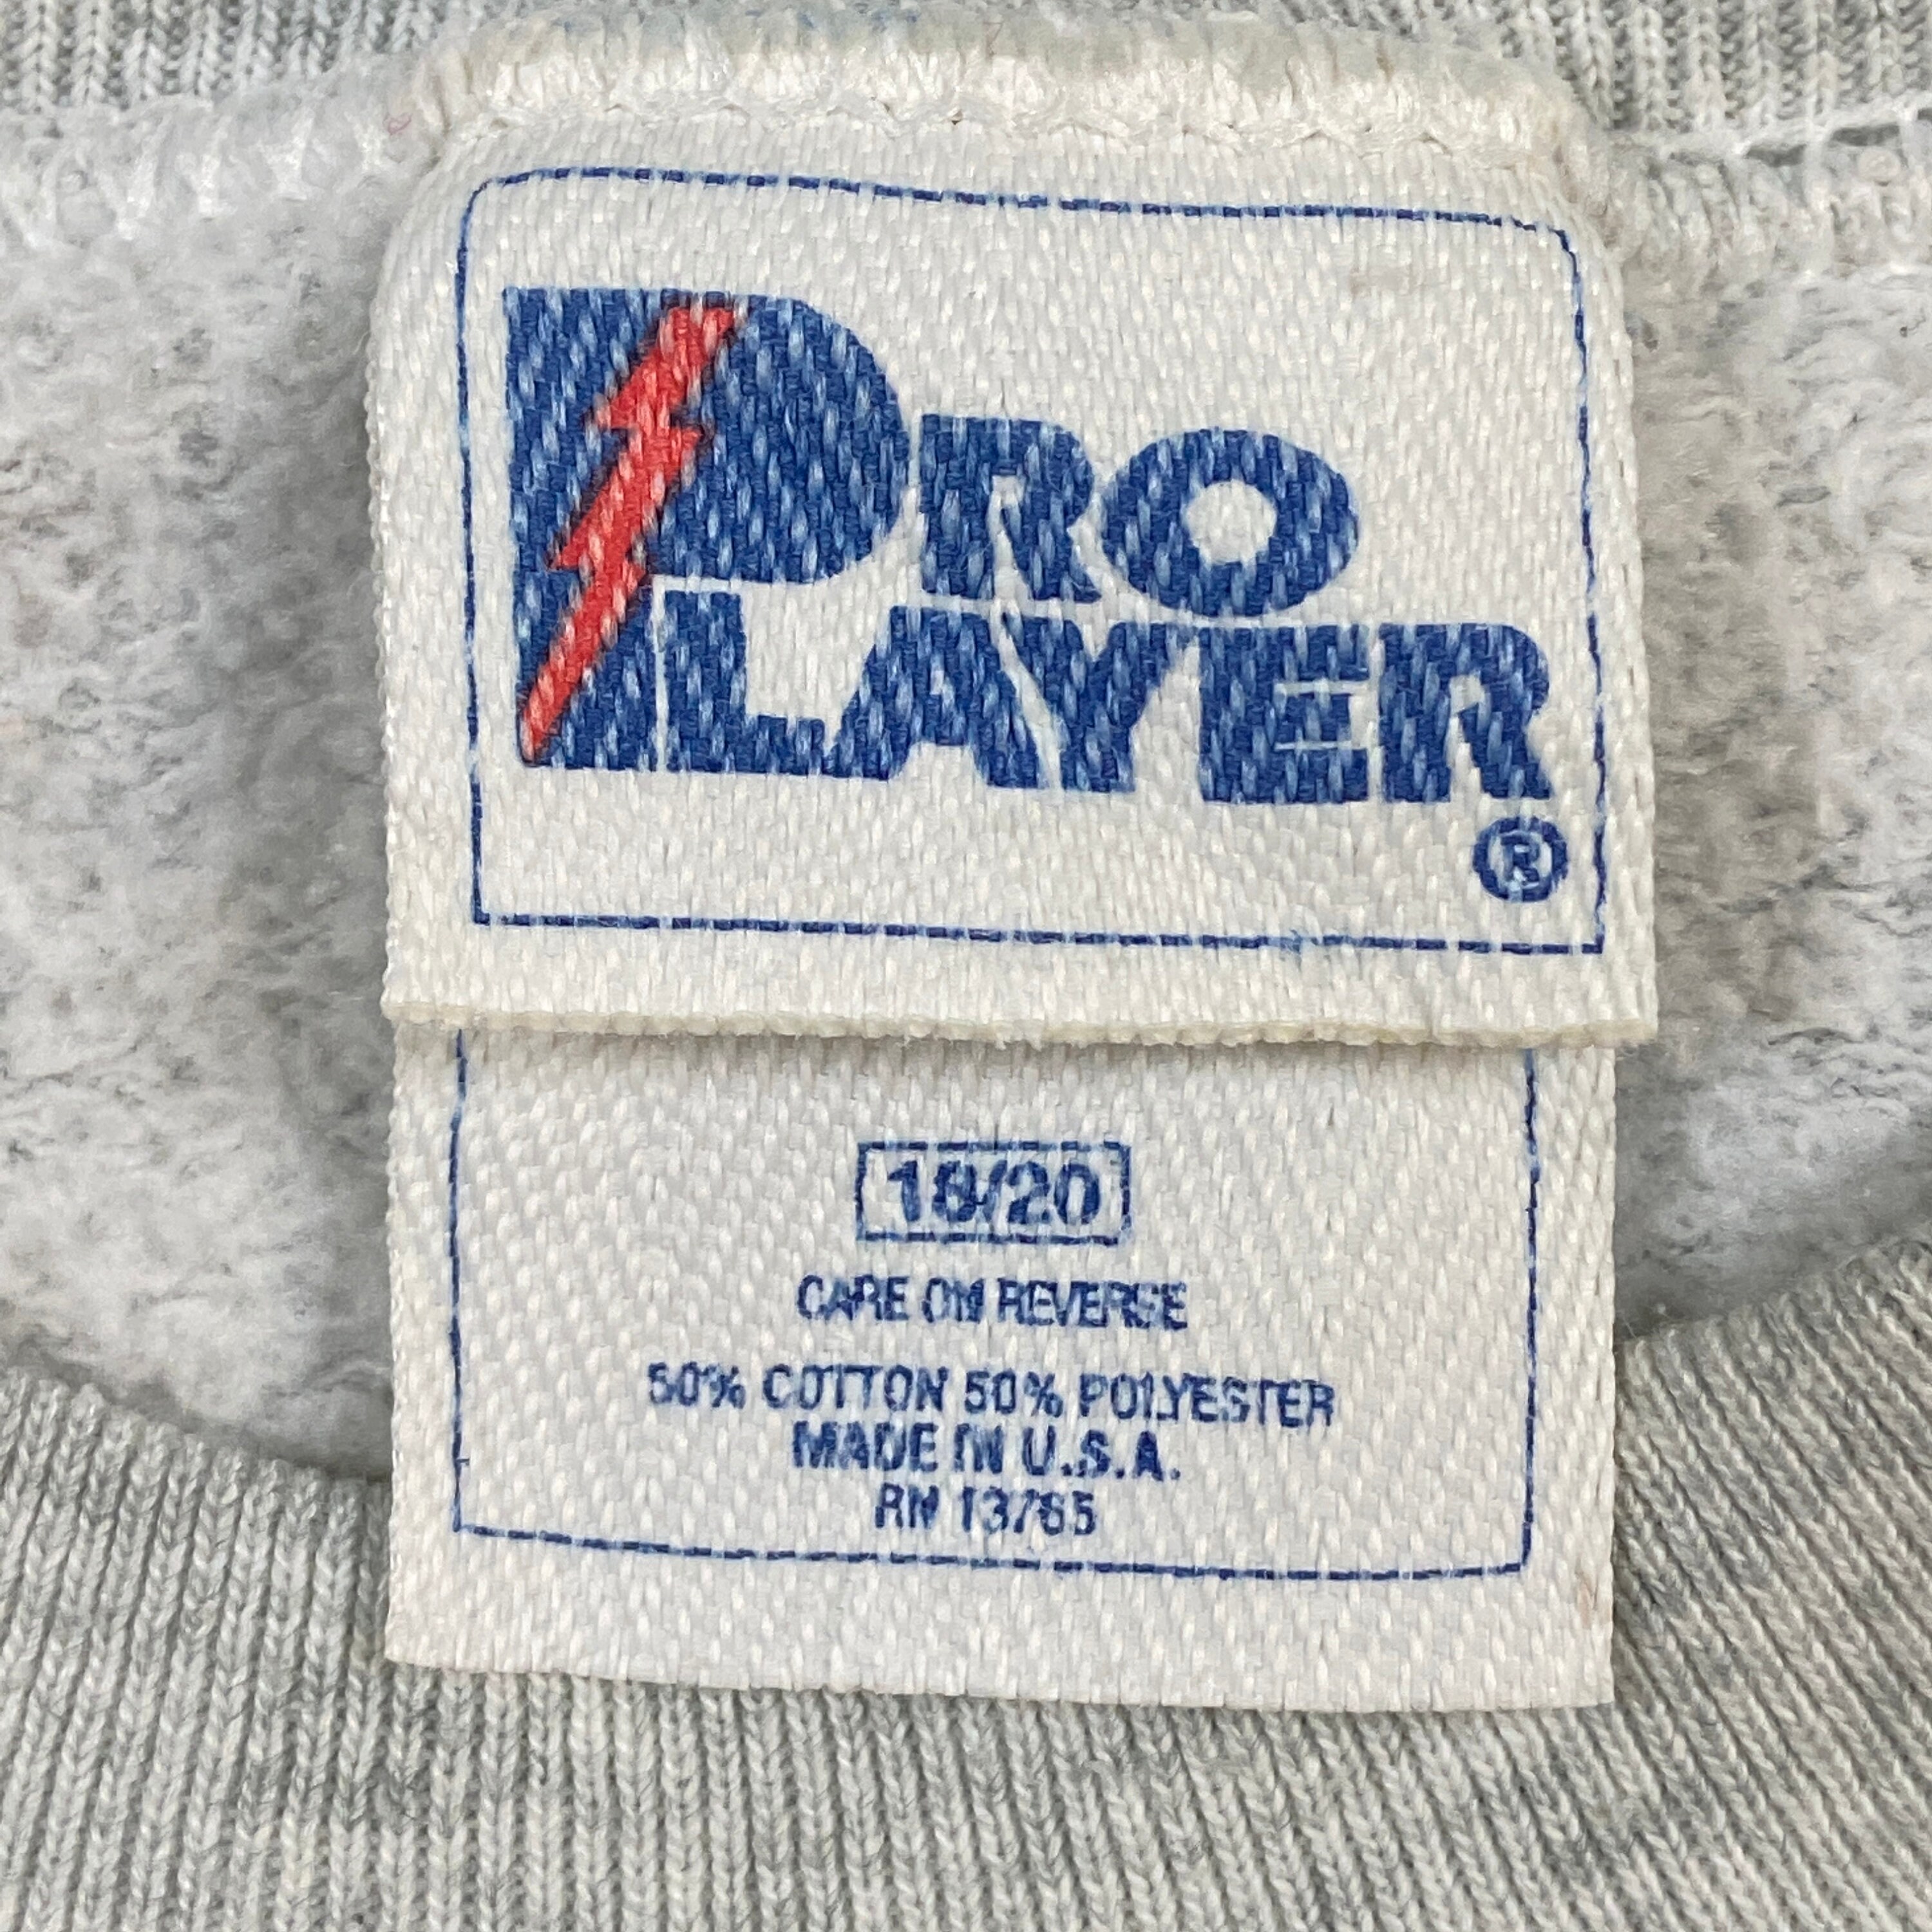 PRO
PLAYER
®
18/20
CARE ON REVERSE
50% COTTON 50% POLYESTER
MADE IN U.S.A.
RN 13765